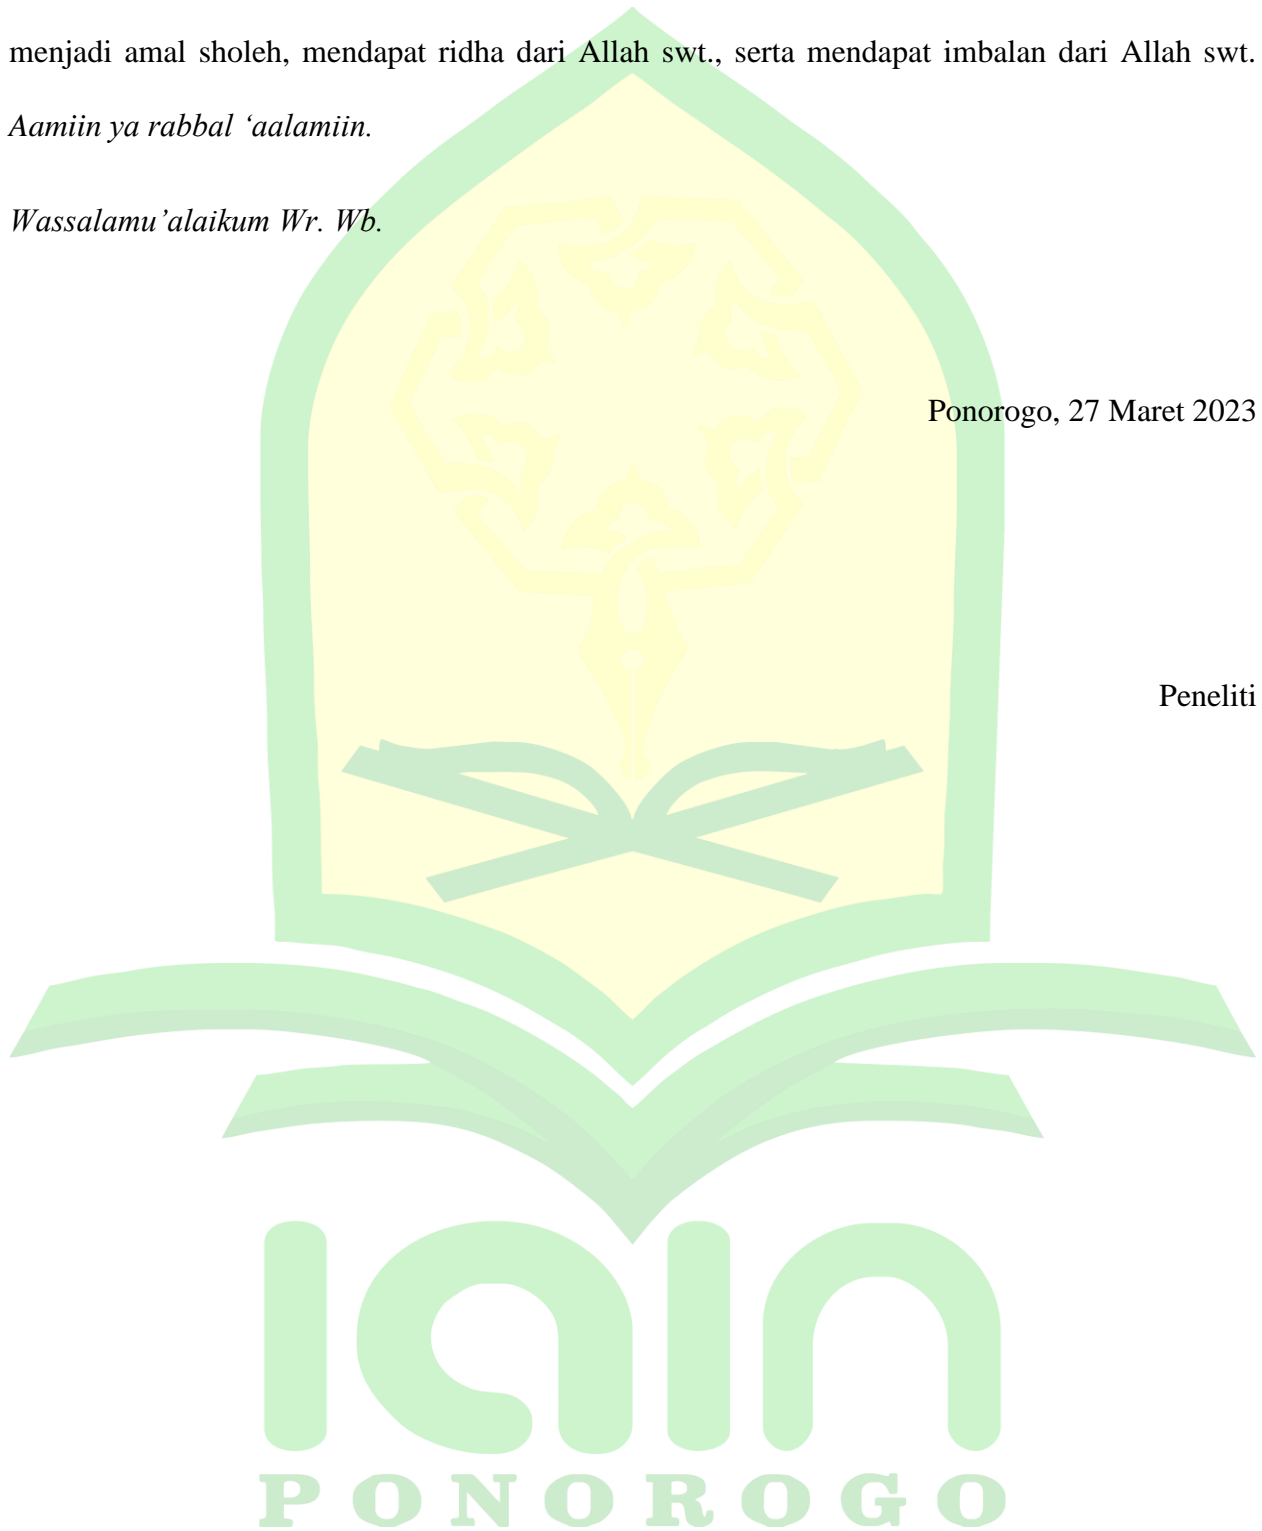 menjadi amal sholeh, mendapat ridha dari Allah swt., serta mendapat imbalan dari Allah swt.
Aamiin ya rabbal ‘aalamiin.
Wassalamu’alaikum Wr. Wb.
Ponorogo, 27 Maret 2023
Peneliti
IAIN
PONOROGO